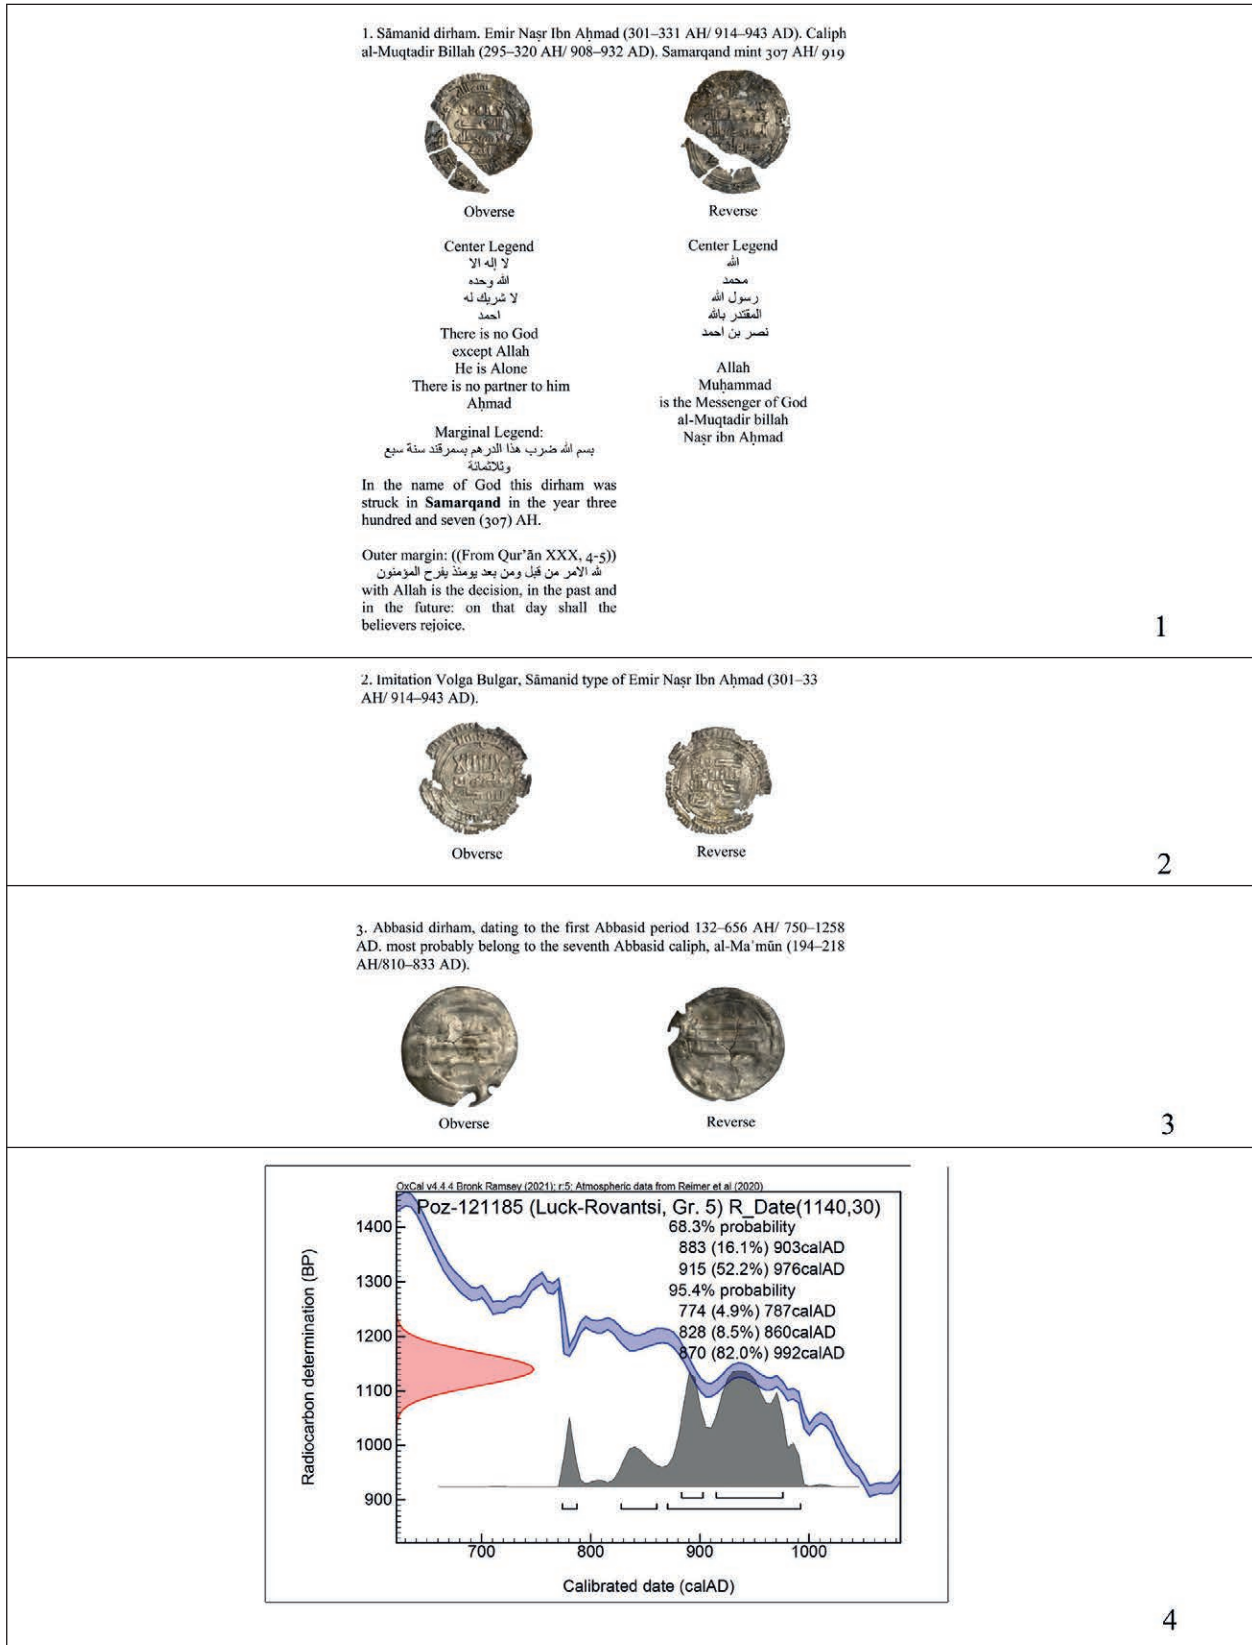 1. Sāmanid dirham. Emir Naṣr Ibn Aḥmad (301–331 AH/ 914–943 AD). Caliph
al-Muqtadir Billah (295–320 AH/ 908–932 AD). Samarqand mint 307 AH/ 919
Obverse
Center Legend
لا إله الا
الله وحده
لا شريك له
احمد
There is no God
except Allah
He is Alone
There is no partner to him
Aḥmad
Marginal Legend:
بسم الله ضرب هذا الدرهم بسمرقند سنة سبع
وثلاثمائة
In the name of God this dirham was
struck in Samarqand in the year three
hundred and seven (307) AH.
Outer margin: ((From Qur’ān XXX, 4-5))
لله الامر من قبل ومن بعد يومئذ يفرح المؤمنون
with Allah is the decision, in the past and
in the future: on that day shall the
believers rejoice.
Reverse
Center Legend
الله
محمد
رسول الله
المقتدر بالله
نصر بن احمد
Allah
Muḥammad
is the Messenger of God
al-Muqtadir billah
Naṣr ibn Aḥmad
1
2. Imitation Volga Bulgar, Sāmanid type of Emir Naṣr Ibn Aḥmad (301–33
AH/ 914–943 AD).
Obverse
Reverse
2
3. Abbasid dirham, dating to the first Abbasid period 132–656 AH/ 750–1258
AD. most probably belong to the seventh Abbasid caliph, al-Ma’mūn (194–218
AH/810–833 AD).
Obverse
Reverse
3
OxCal v4.4.4 Bronk Ramsey (2021); r:5; Atmospheric data from Reimer et al (2020)
Poz-121185 (Luck-Rovantsi, Gr. 5) R_Date(1140,30)
68.3% probability
883 (16.1%) 903calAD
915 (52.2%) 976calAD
95.4% probability
774 (4.9%) 787calAD
828 (8.5%) 860calAD
870 (82.0%) 992calAD
Radiocarbon determination (BP)
1400
1300
1200
1100
1000
900
700
800
900
1000
Calibrated date (calAD)
4